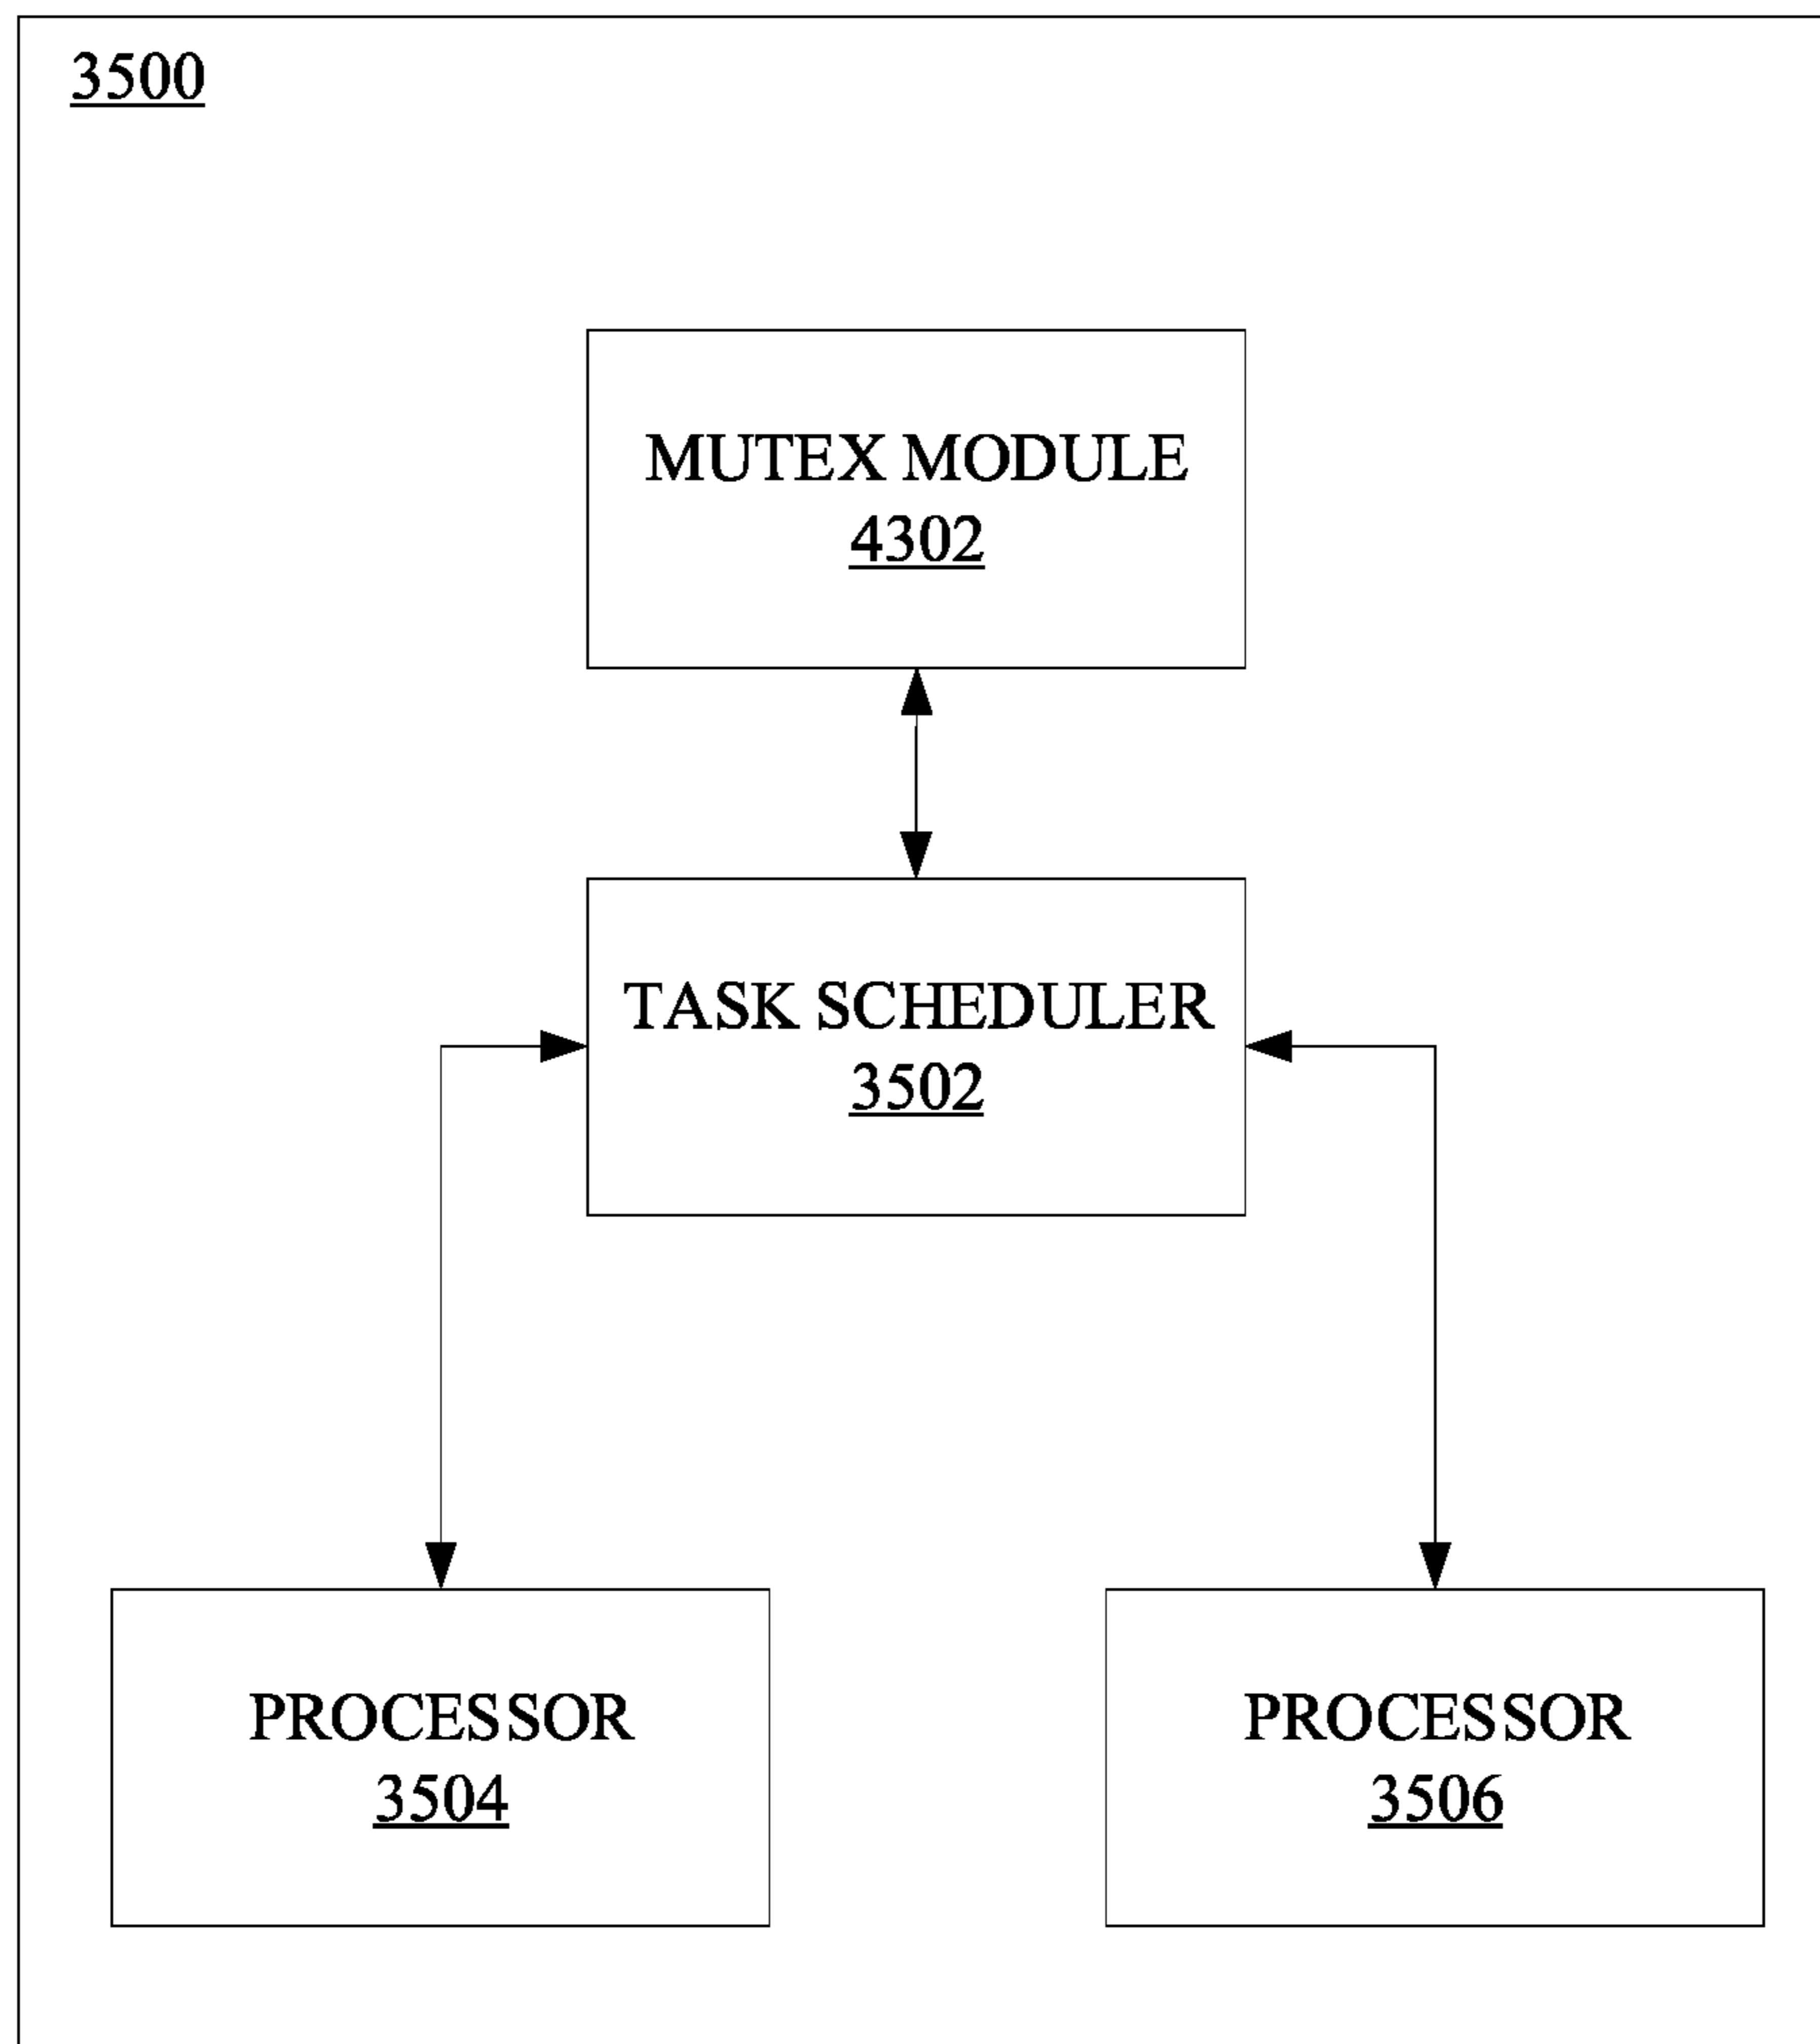 3500
MUTEX MODULE
4302
TASK SCHEDULER
3502
PROCESSOR
3504
PROCESSOR
3506